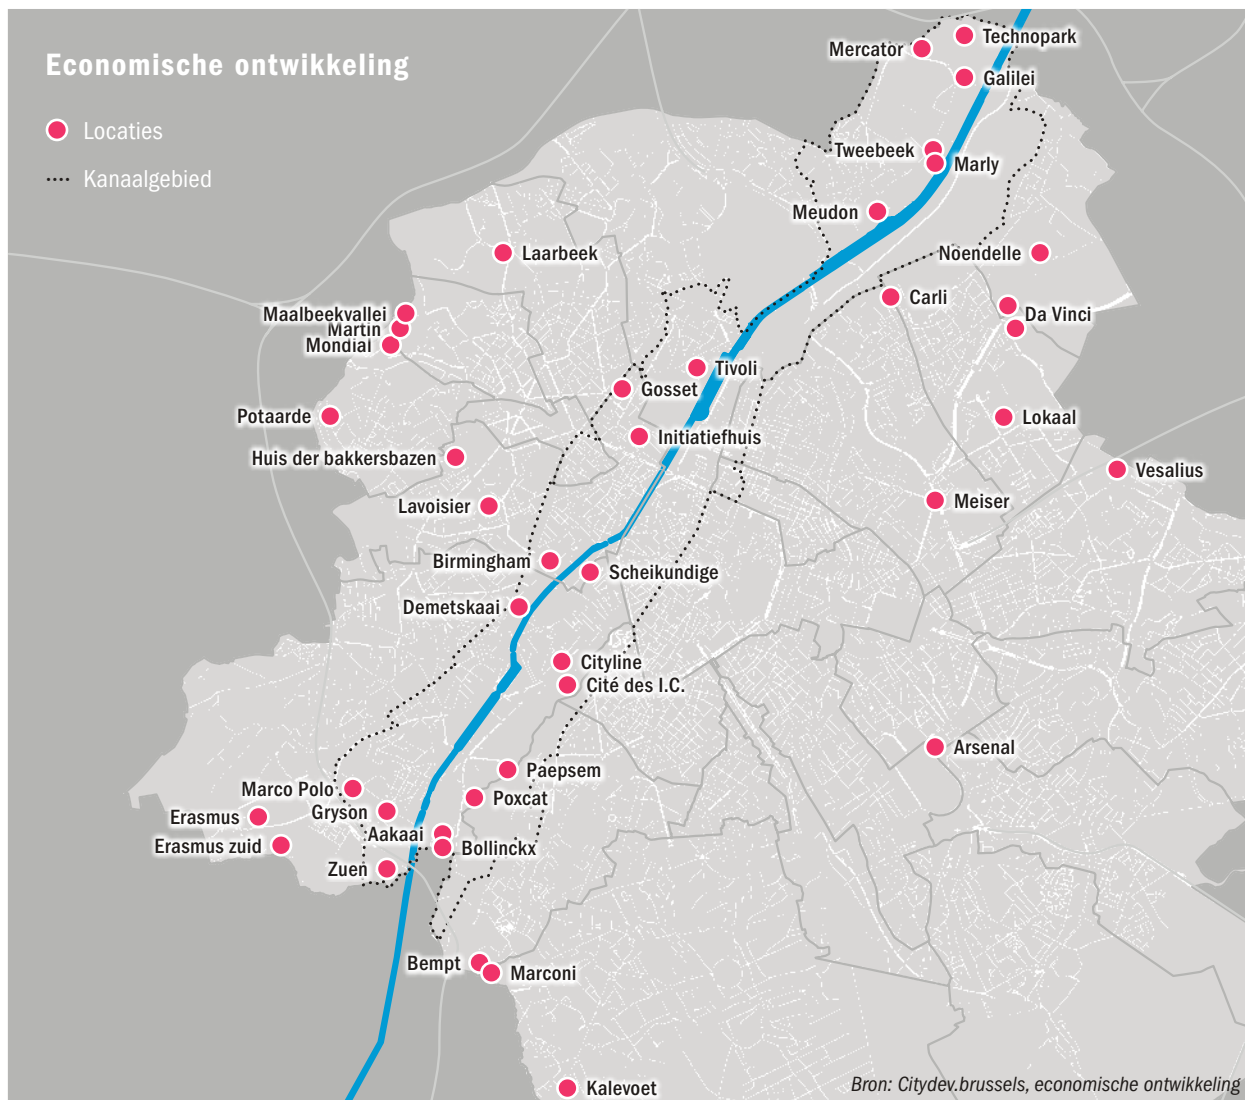 Economische ontwikkeling
Locaties
Kanaalgebied
Technopark
Mercator
Galilei
Tweebeek
Marly
Meudon
Laarbeek
Noendelle
Carli
Maalbeekvallei
Da Vinci
Martin
Mondial
Tivoli
Gosset
Potaarde
Lokaal
Initiatiefhuis
Huis der bakkersbazen
Vesalius
Meiser
Lavoisier
Birmingham
Scheikundige
Demetskaai
Cityline
Cité des I.C.
Arsenal
Paepsem
Marco Polo
Poxcat
Gryson
Erasmus
Aakaai
Erasmus zuid
Bollinckx
Zuen
Bempt
Marconi
Kalevoet
Bron: Citydev.brussels, economische ontwikkeling